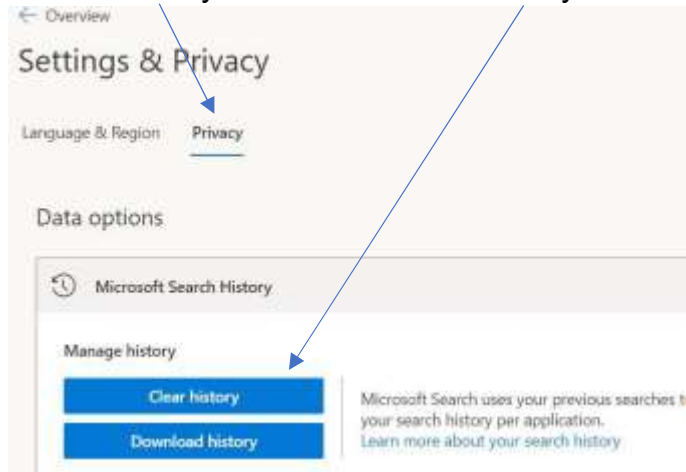 ← Overview
Settings & Privacy
Language & Region Privacy
Data options
Microsoft Search History
Manage history
Clear history
Download history
Microsoft Search uses your previous searches
your search history per application.
Learn more about your search history